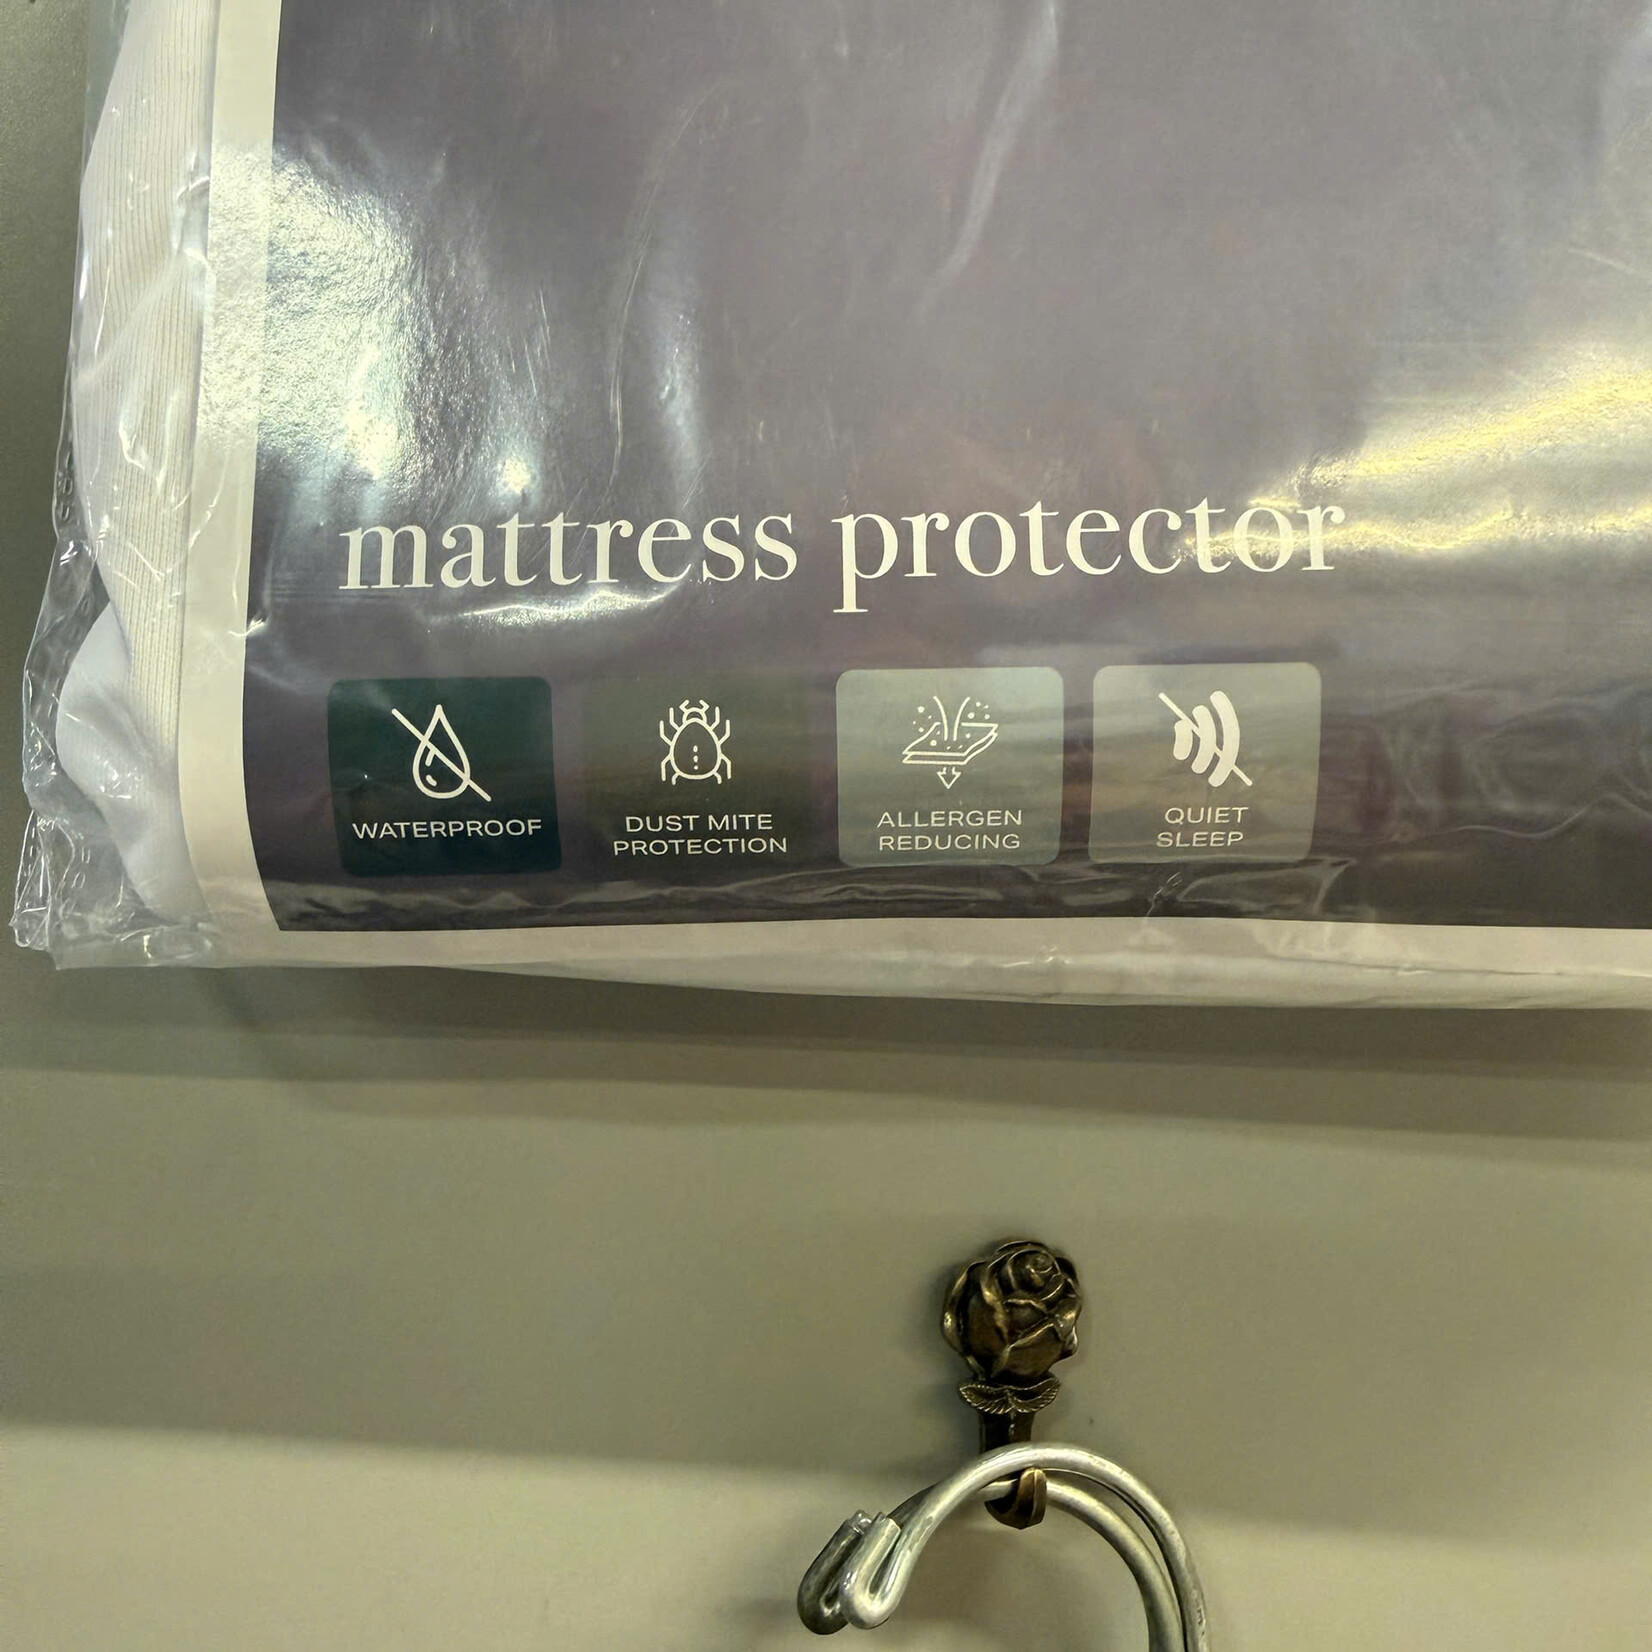 mattress protector
WATERPROOF
DUST MITE
PROTECTION
ALLERGEN
REDUCING
QUIET
SLEEP